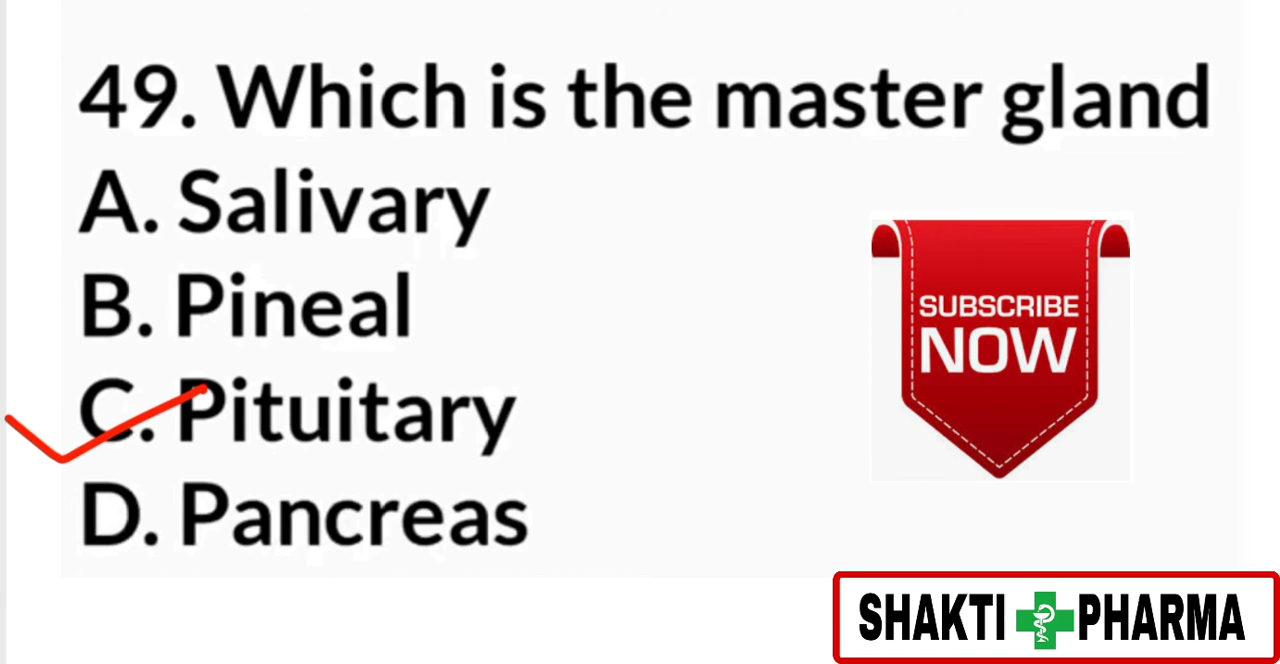 49. Which is the master gland
A. Salivary
B. Pineal
C. Pituitary
D. Pancreas
SUBSCRIBE
NOW
SHAKTI PHARMA